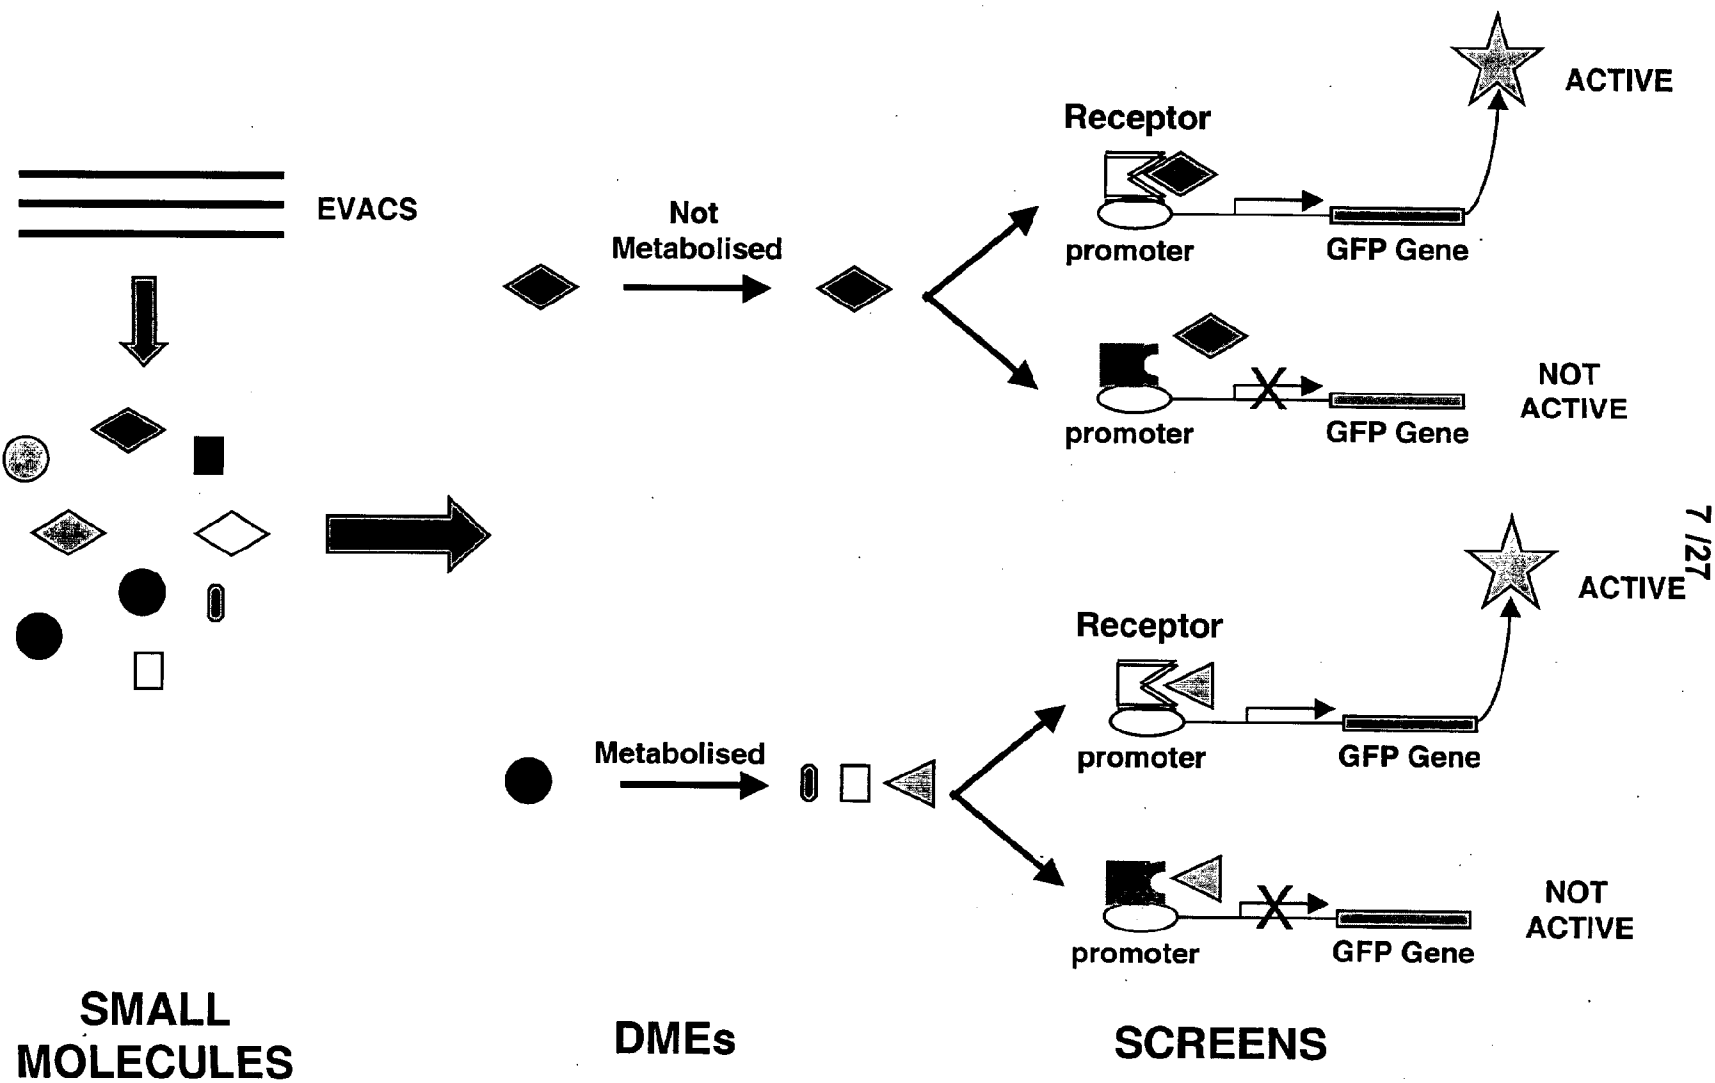 ACTIVE
Receptor
EVACS
Not
Metabolised
promoter
GFP Gene
NOT
ACTIVE
promoter
GFP Gene
7 /27
ACTIVE
Receptor
Metabolised
promoter
GFP Gene
NOT
ACTIVE
promoter
GFP Gene
SMALL
MOLECULES
DMEs
SCREENS